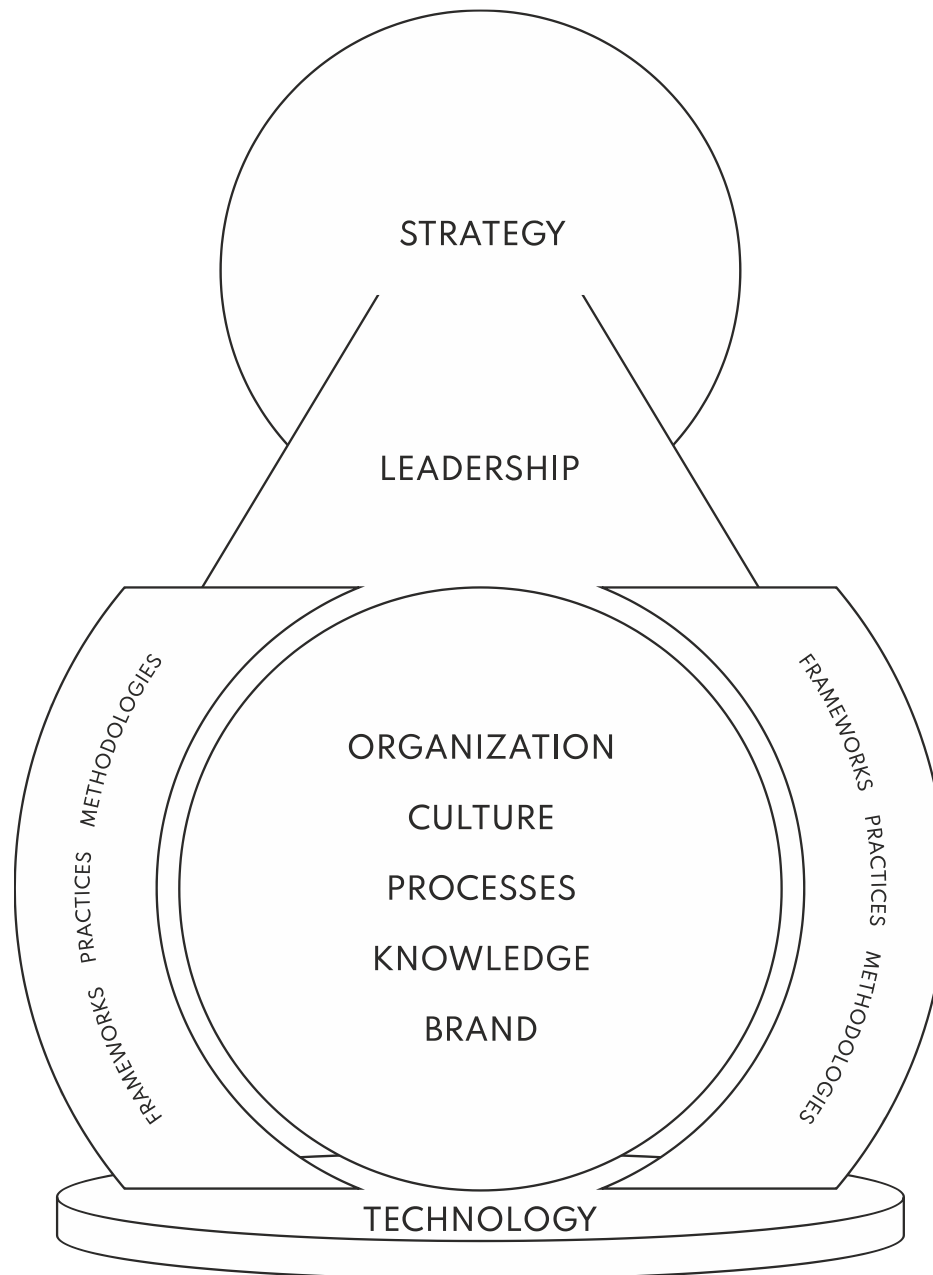 STRATEGY
LEADERSHIP
FRAMEWORKS PRACTICES METHODOLOGIES
ORGANIZATION
CULTURE
PROCESSES
KNOWLEDGE
BRAND
FRAMEWORKS PRACTICES METHODOLOGIES
TECHNOLOGY